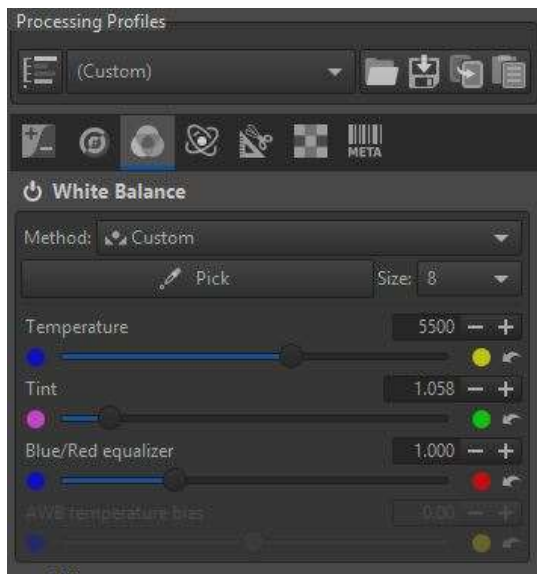 Processing Profiles
(Custom)
META
White Balance
Method: Custom
Pick Size: 8
Temperature 5500
Tint 1.058
Blue/Red equalizer 1.000
AWB temperature bias 0.00